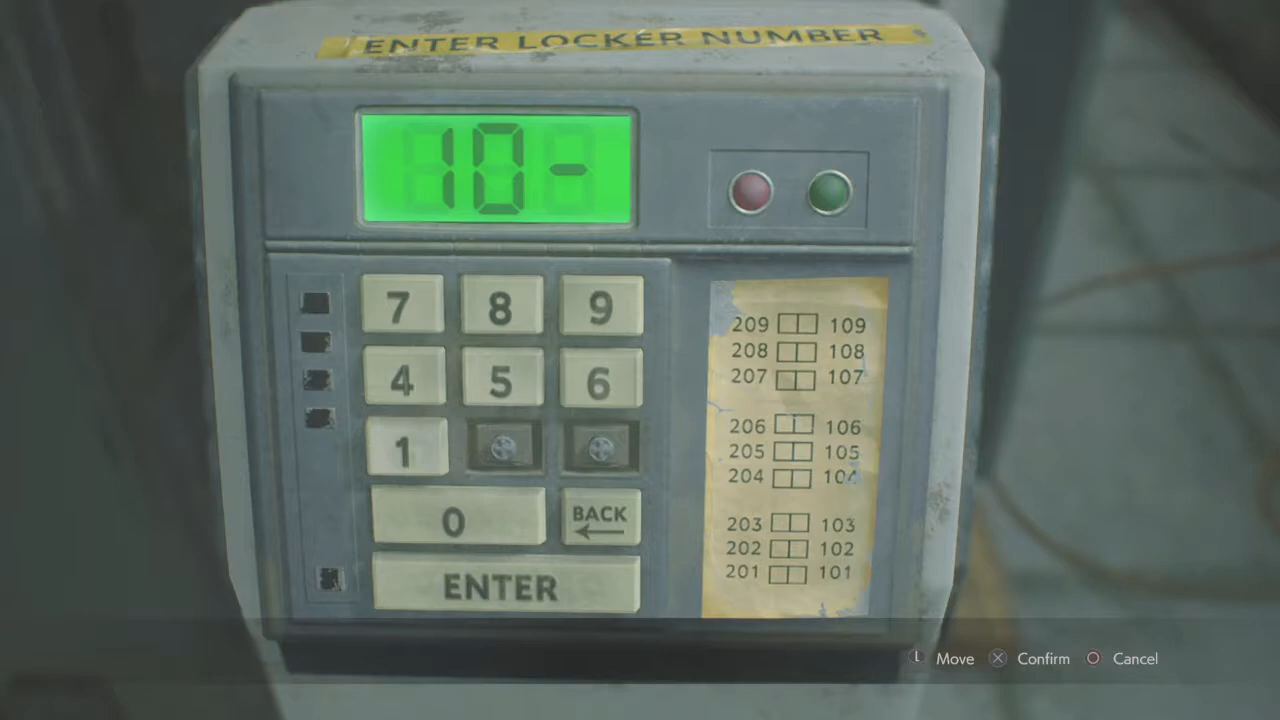 ENTER LOCKER NUMBER
10-
7 8 9
4 5 6
1
0 BACK
ENTER
209 109
208 108
207 107
206 106
205 105
204 104
203 103
202 102
201 101
L Move Confirm Cancel